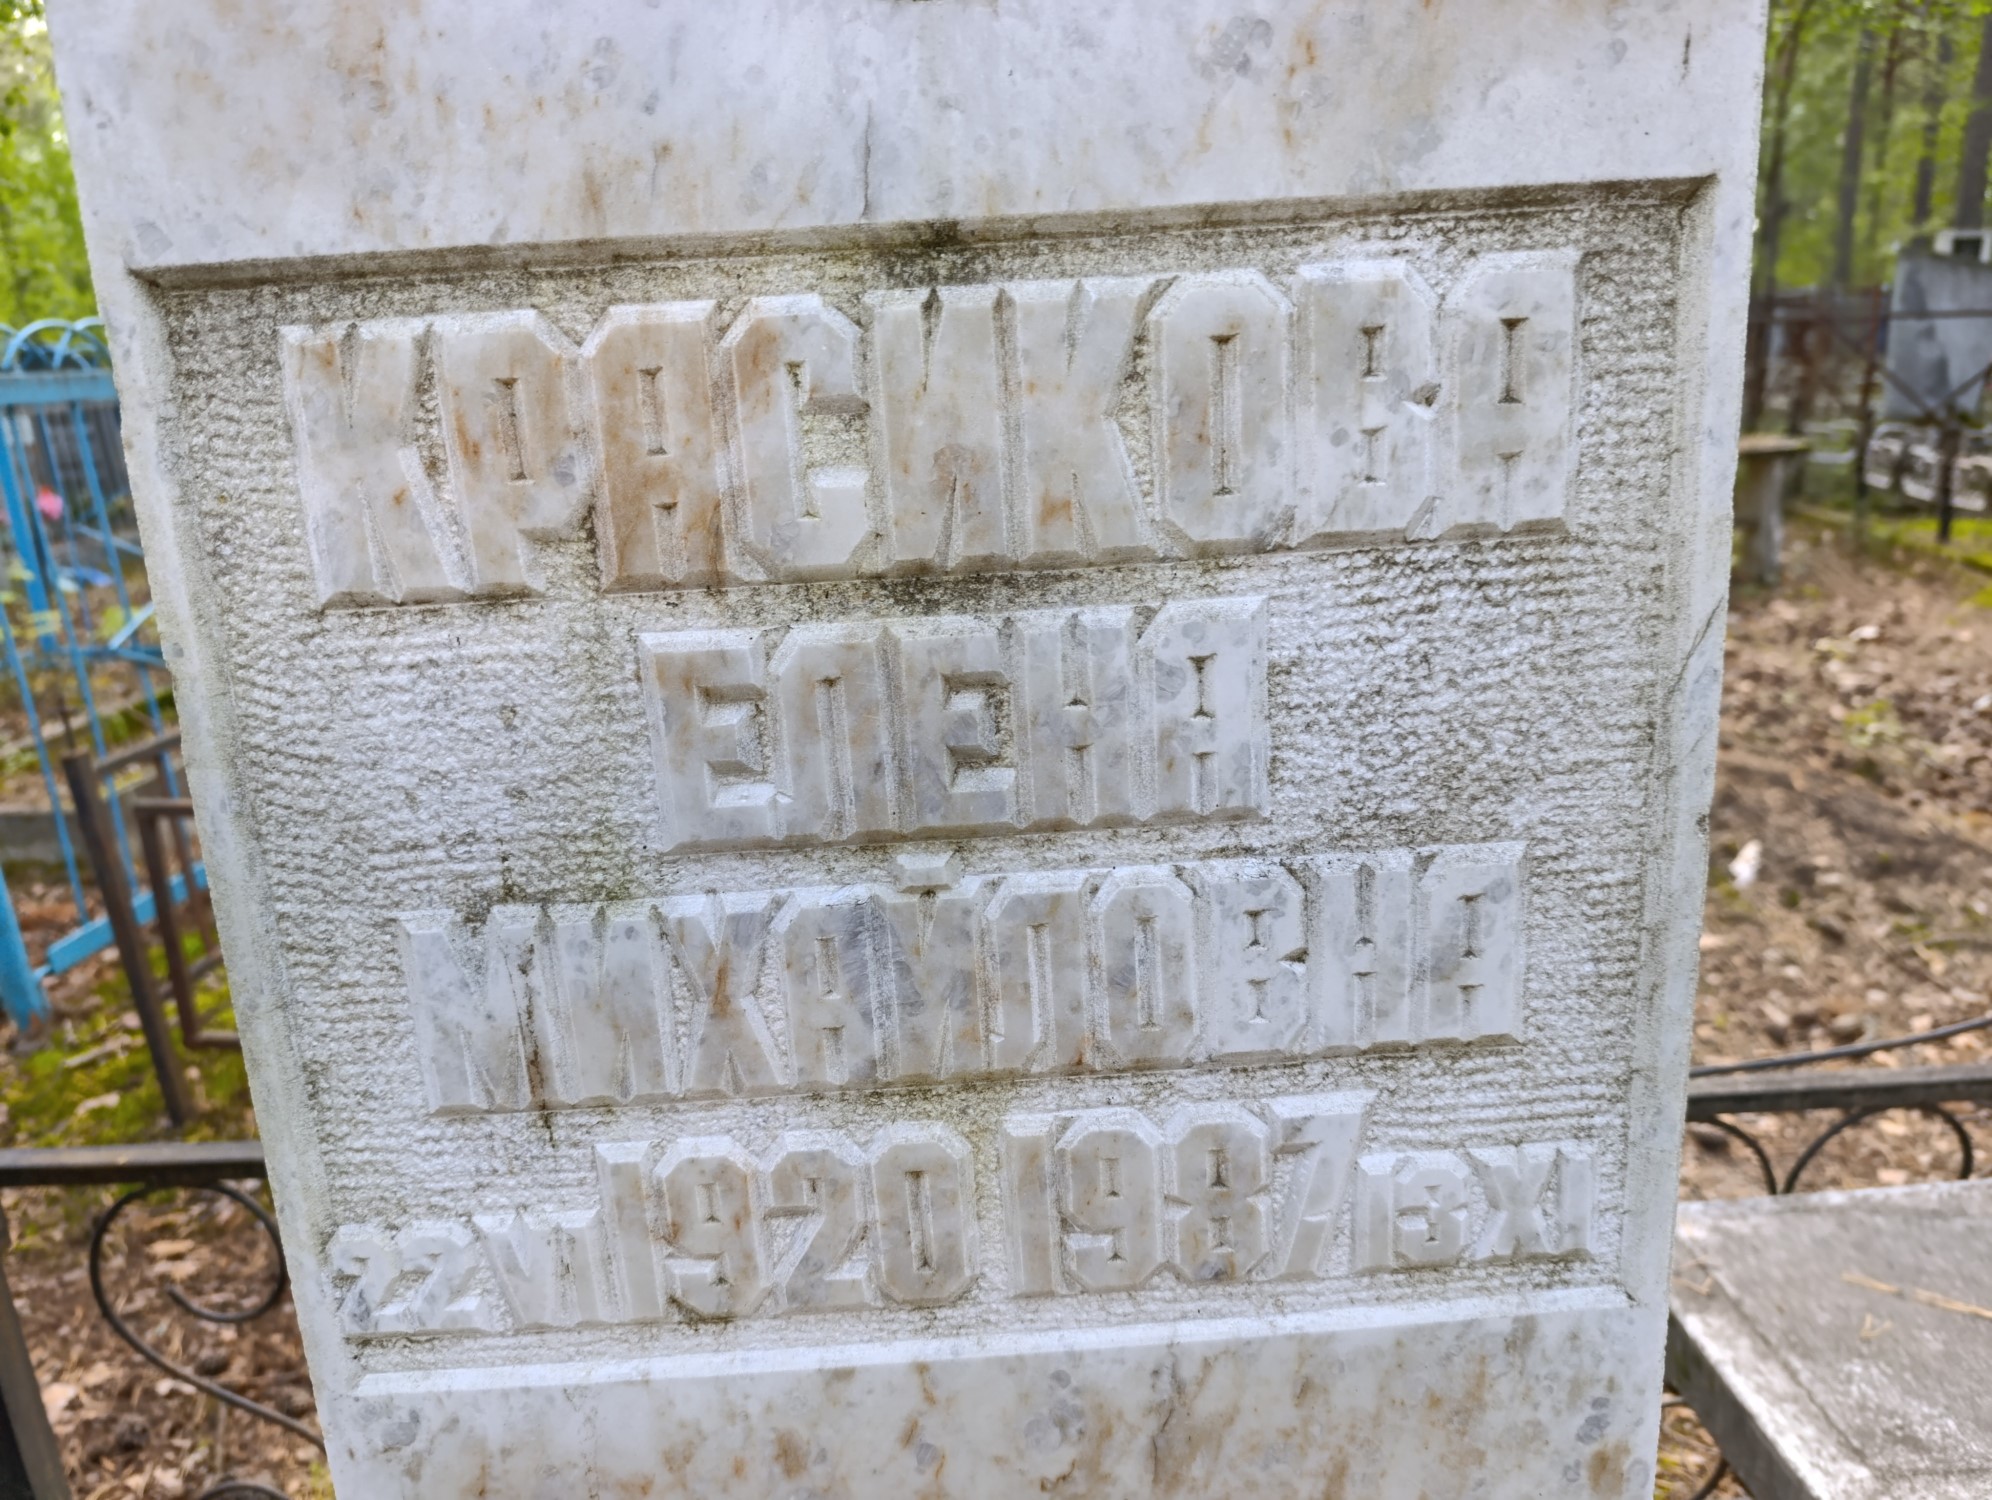 КРАСИКОВА
ЕЛЕНА
МИХАЙЛОВНА
22 VII 1920 1987 13 XI